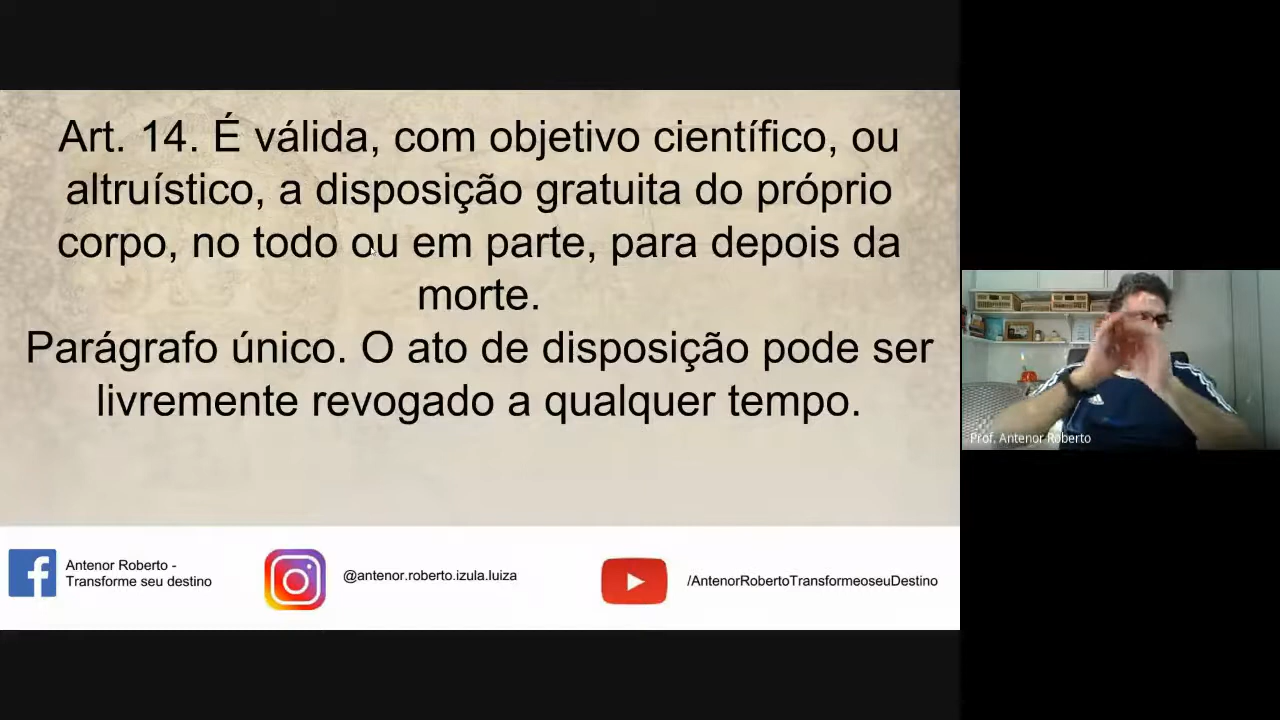 Art. 14. É válida, com objetivo científico, ou
altruístico, a disposição gratuita do próprio
corpo, no todo ou em parte, para depois da
morte.
Parágrafo único. O ato de disposição pode ser
livremente revogado a qualquer tempo.
Antenor Roberto -
Transforme seu destino
@antenor.roberto.izula.luiza
/AntenorRobertoTransformeoseuDestino
Prof. Antenor Roberto